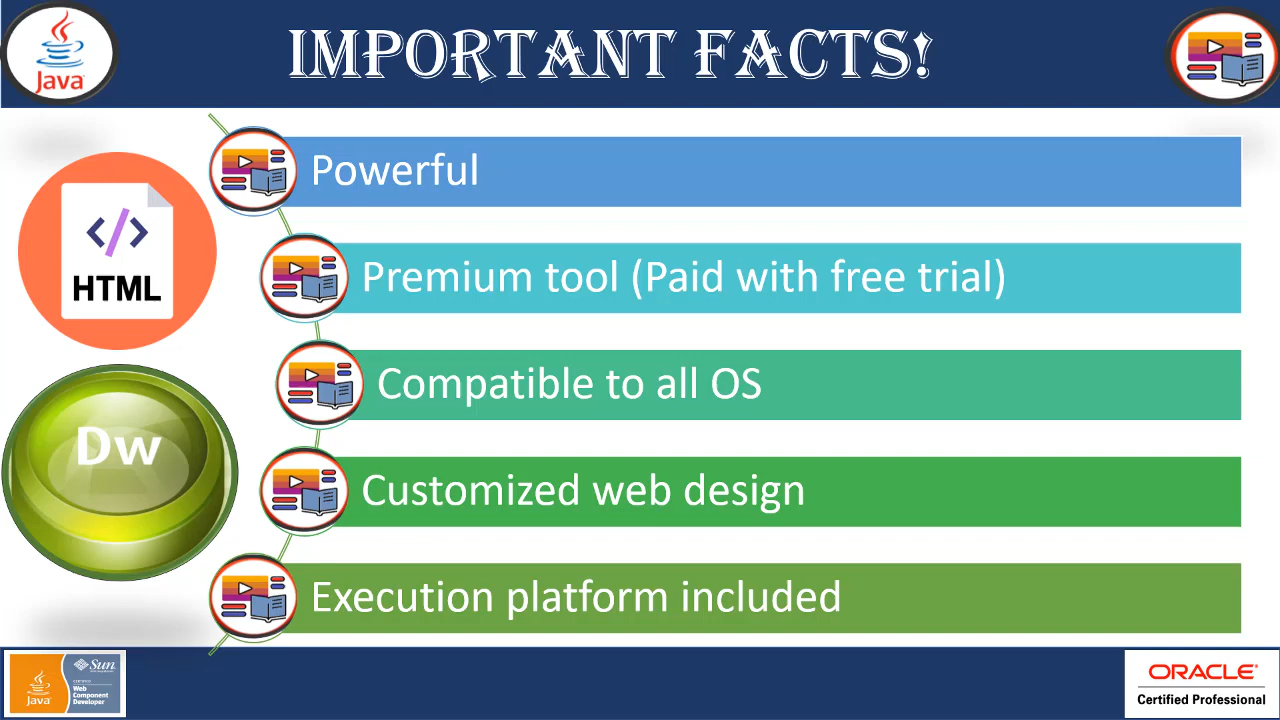 IMPORTANT FACTS!
Java
Powerful
HTML
Premium tool (Paid with free trial)
Compatible to all OS
Dw
Customized web design
Execution platform included
Java
Sun
CERTIFIED
Web
Component
Developer
ORACLE
Certified Professional